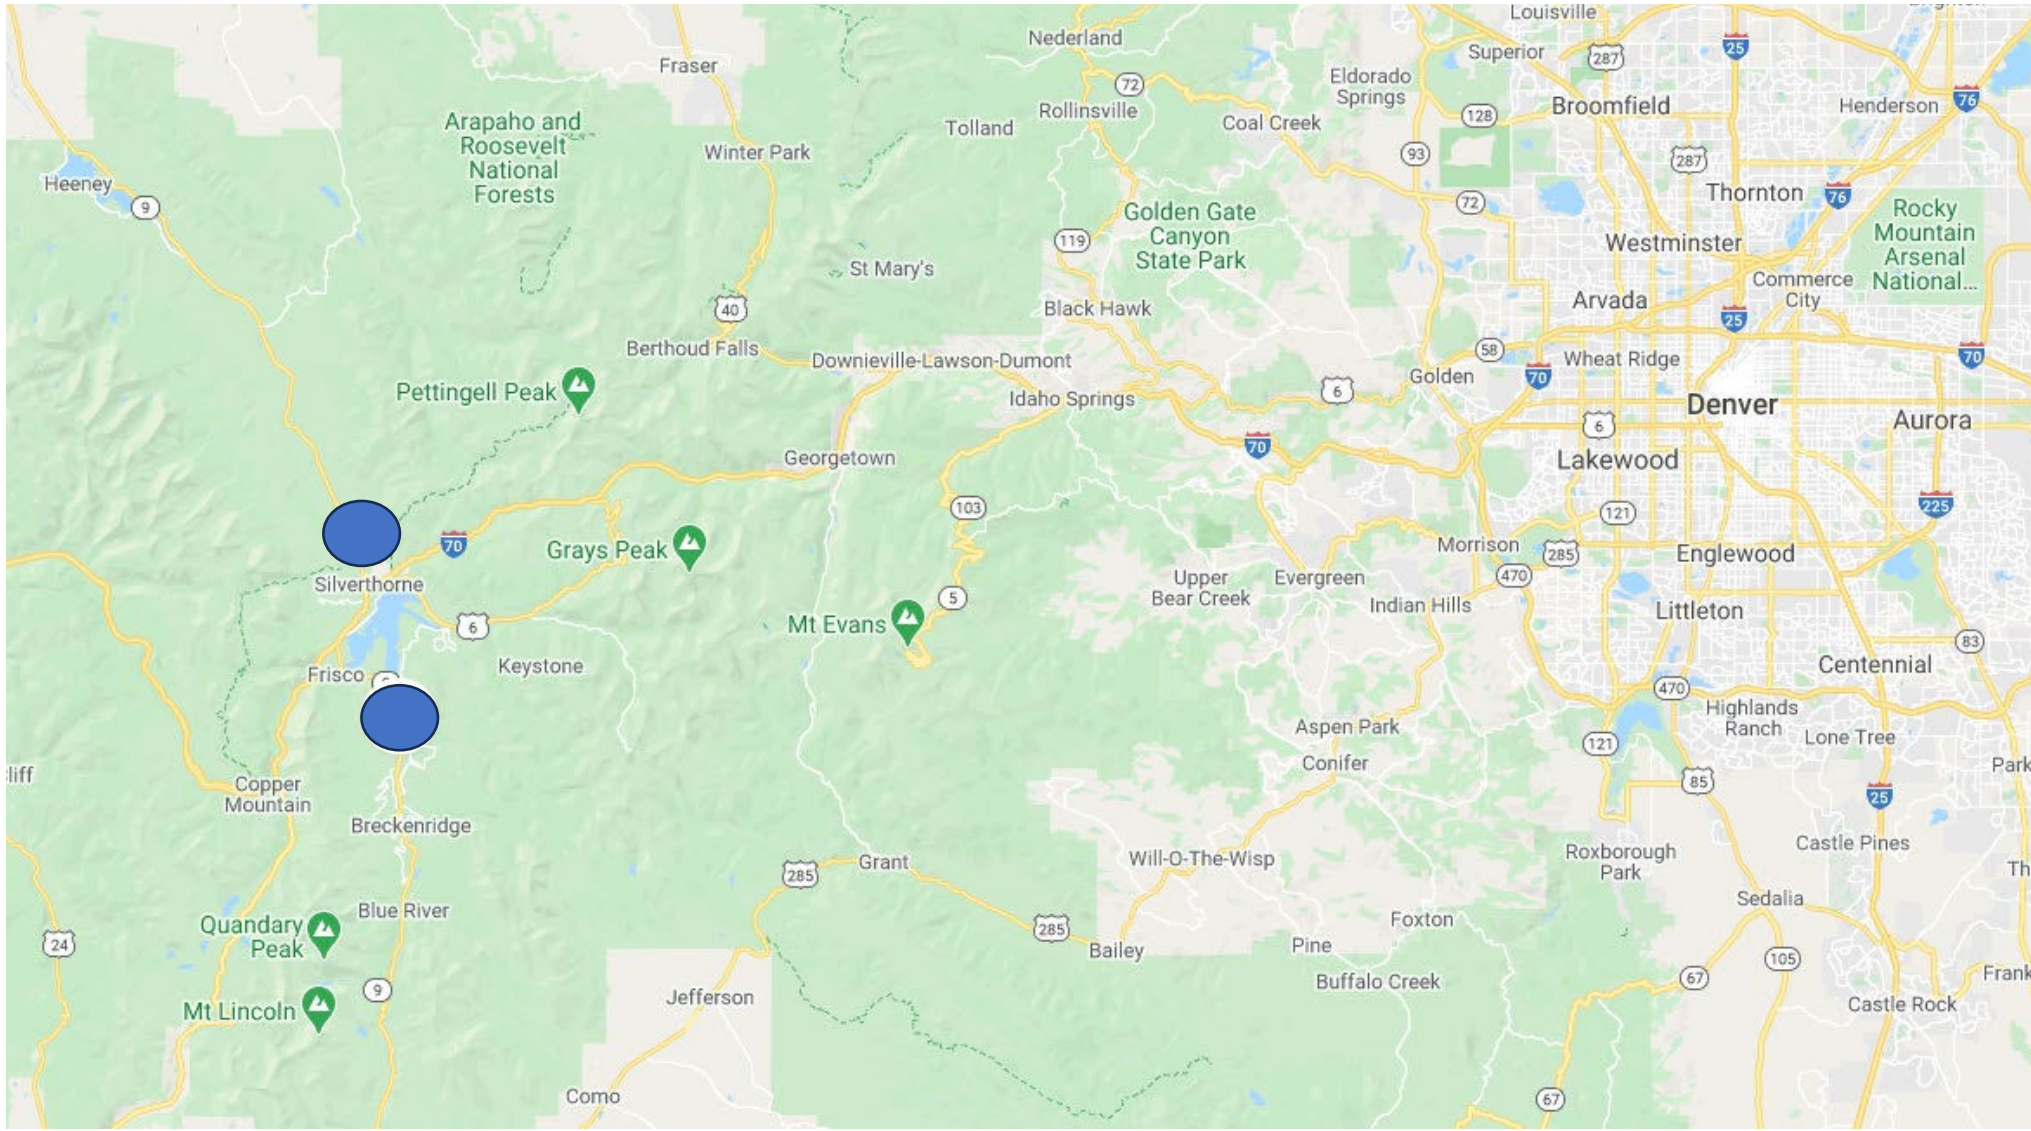 Louisville
Nederland
Superior
287
25
Fraser
Eldorado
Springs
72
Broomfield
Henderson
76
Rollinsville
Arapaho and
Roosevelt
National
Forests
Tolland
Coal Creek
128
Winter Park
93
287
Heeney
Thornton
76
9
72
Golden Gate
Canyon
State Park
Rocky
Mountain
Arsenal
National...
119
Westminster
St Mary's
Commerce
City
40
Black Hawk
Arvada
25
Berthoud Falls
Downieville-Lawson-Dumont
58
Wheat Ridge
70
Pettingell Peak
Idaho Springs
6
Golden
70
Denver
Aurora
6
70
Georgetown
Lakewood
103
121
225
70
Grays Peak
Morrison
285
Englewood
Silverthorne
Upper
Bear Creek
Evergreen
470
5
Indian Hills
Littleton
Mt Evans
6
83
Frisco
Keystone
Centennial
470
Highlands
Ranch
Aspen Park
121
Lone Tree
Conifer
Park
liff
Copper
Mountain
85
25
Breckenridge
Castle Pines
Roxborough
Park
Will-O-The-Wisp
Grant
285
Th
Sedalia
Blue River
Quandary
Peak
Foxton
24
285
Bailey
Pine
105
67
Frank
Buffalo Creek
9
Jefferson
Mt Lincoln
Castle Rock
Como
67